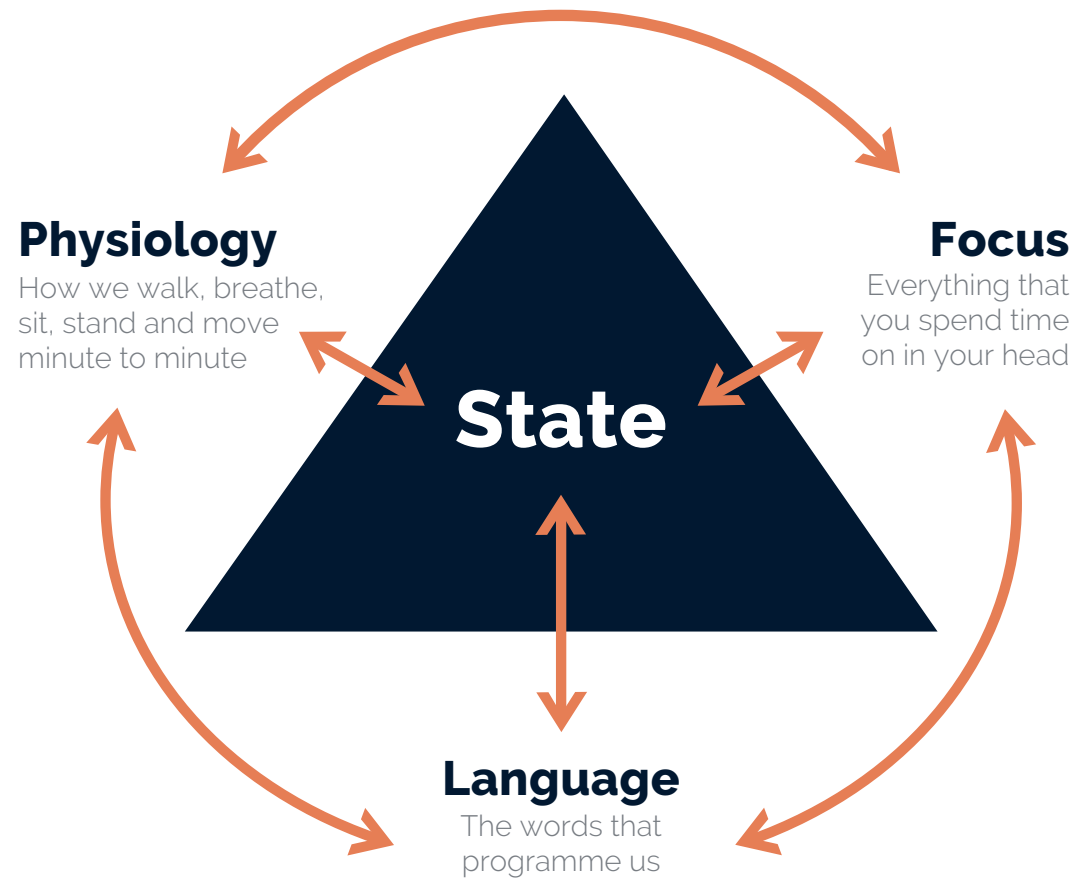 Physiology
How we walk, breathe,
sit, stand and move
minute to minute
Focus
Everything that
you spend time
on in your head
State
Language
The words that
programme us